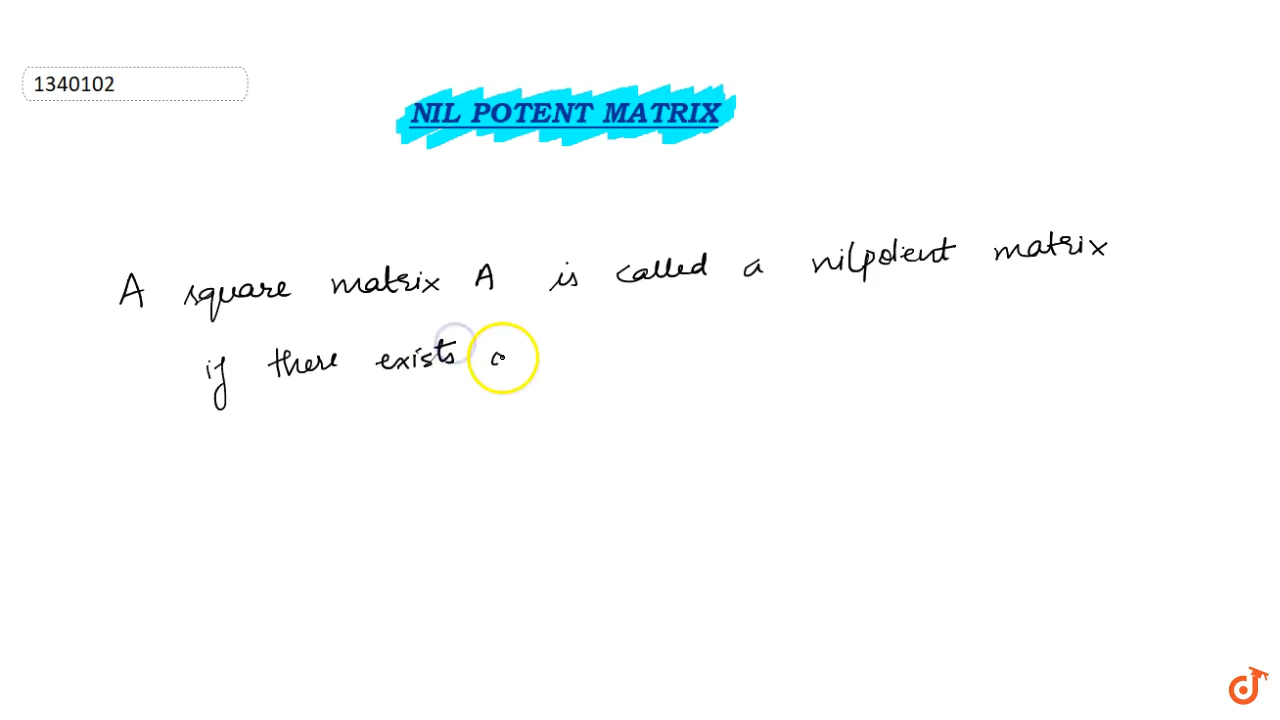 1340102
NIL POTENT MATRIX
A square matrix A is called a nilpotent matrix
if there exists a